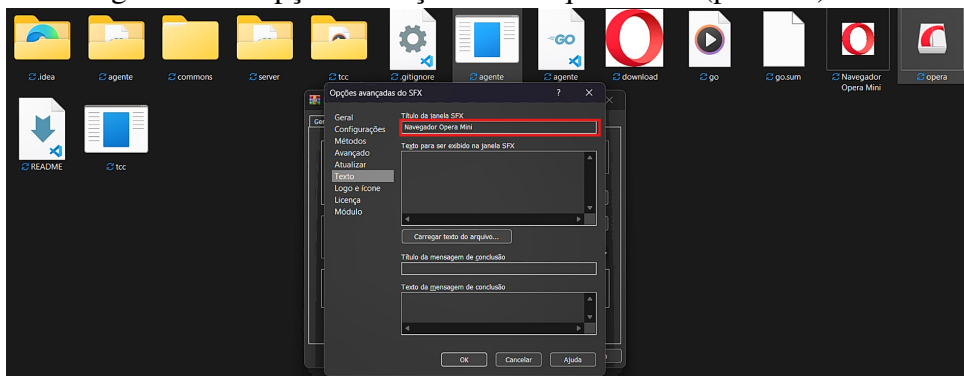 .idea
agente
commons
server
tcc
.gitignore
agente
agente
download
go
go.sum
Navegador
Opera Mini
opera
README
tcc
GO
Opções avançadas do SFX
?
Geral
Configurações
Métodos
Avançado
Atualizar
Texto
Logo e ícone
Licença
Módulo
Título da janela SFX
Navegador Opera Mini
Texto para ser exibido na janela SFX
Carregar texto do arquivo...
Título da mensagem de conclusão
Texto da mensagem de conclusão
OK
Cancelar
Ajuda